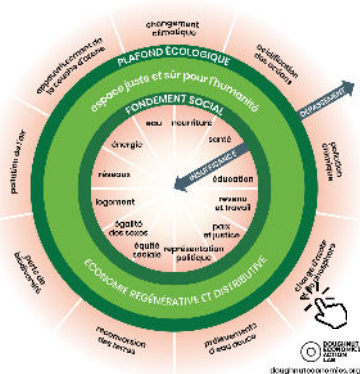 changement
climatique
acidification
des océans
DÉPASSEMENT
pollution
chimique
charge d'azote
et de phosphore
prélèvements
d'eau douce
reconversion
des terres
perte de
biodiversité
pollution de l'air
appauvrissement de
la couche d'ozone
PLAFOND ÉCOLOGIQUE
espace juste et sûr pour l'humanité
FONDEMENT SOCIAL
eau
nourriture
santé
INSUFFISANCE
éducation
revenu
et travail
paix
et justice
représentation
politique
équité
sociale
égalité
des sexes
logement
réseaux
énergie
ECONOMIE REGÉNÉRATIVE ET DISTRIBUTIVE
DOUGHNUT
ECONOMICS
ACTION
LAB
doughnuteconomics.org